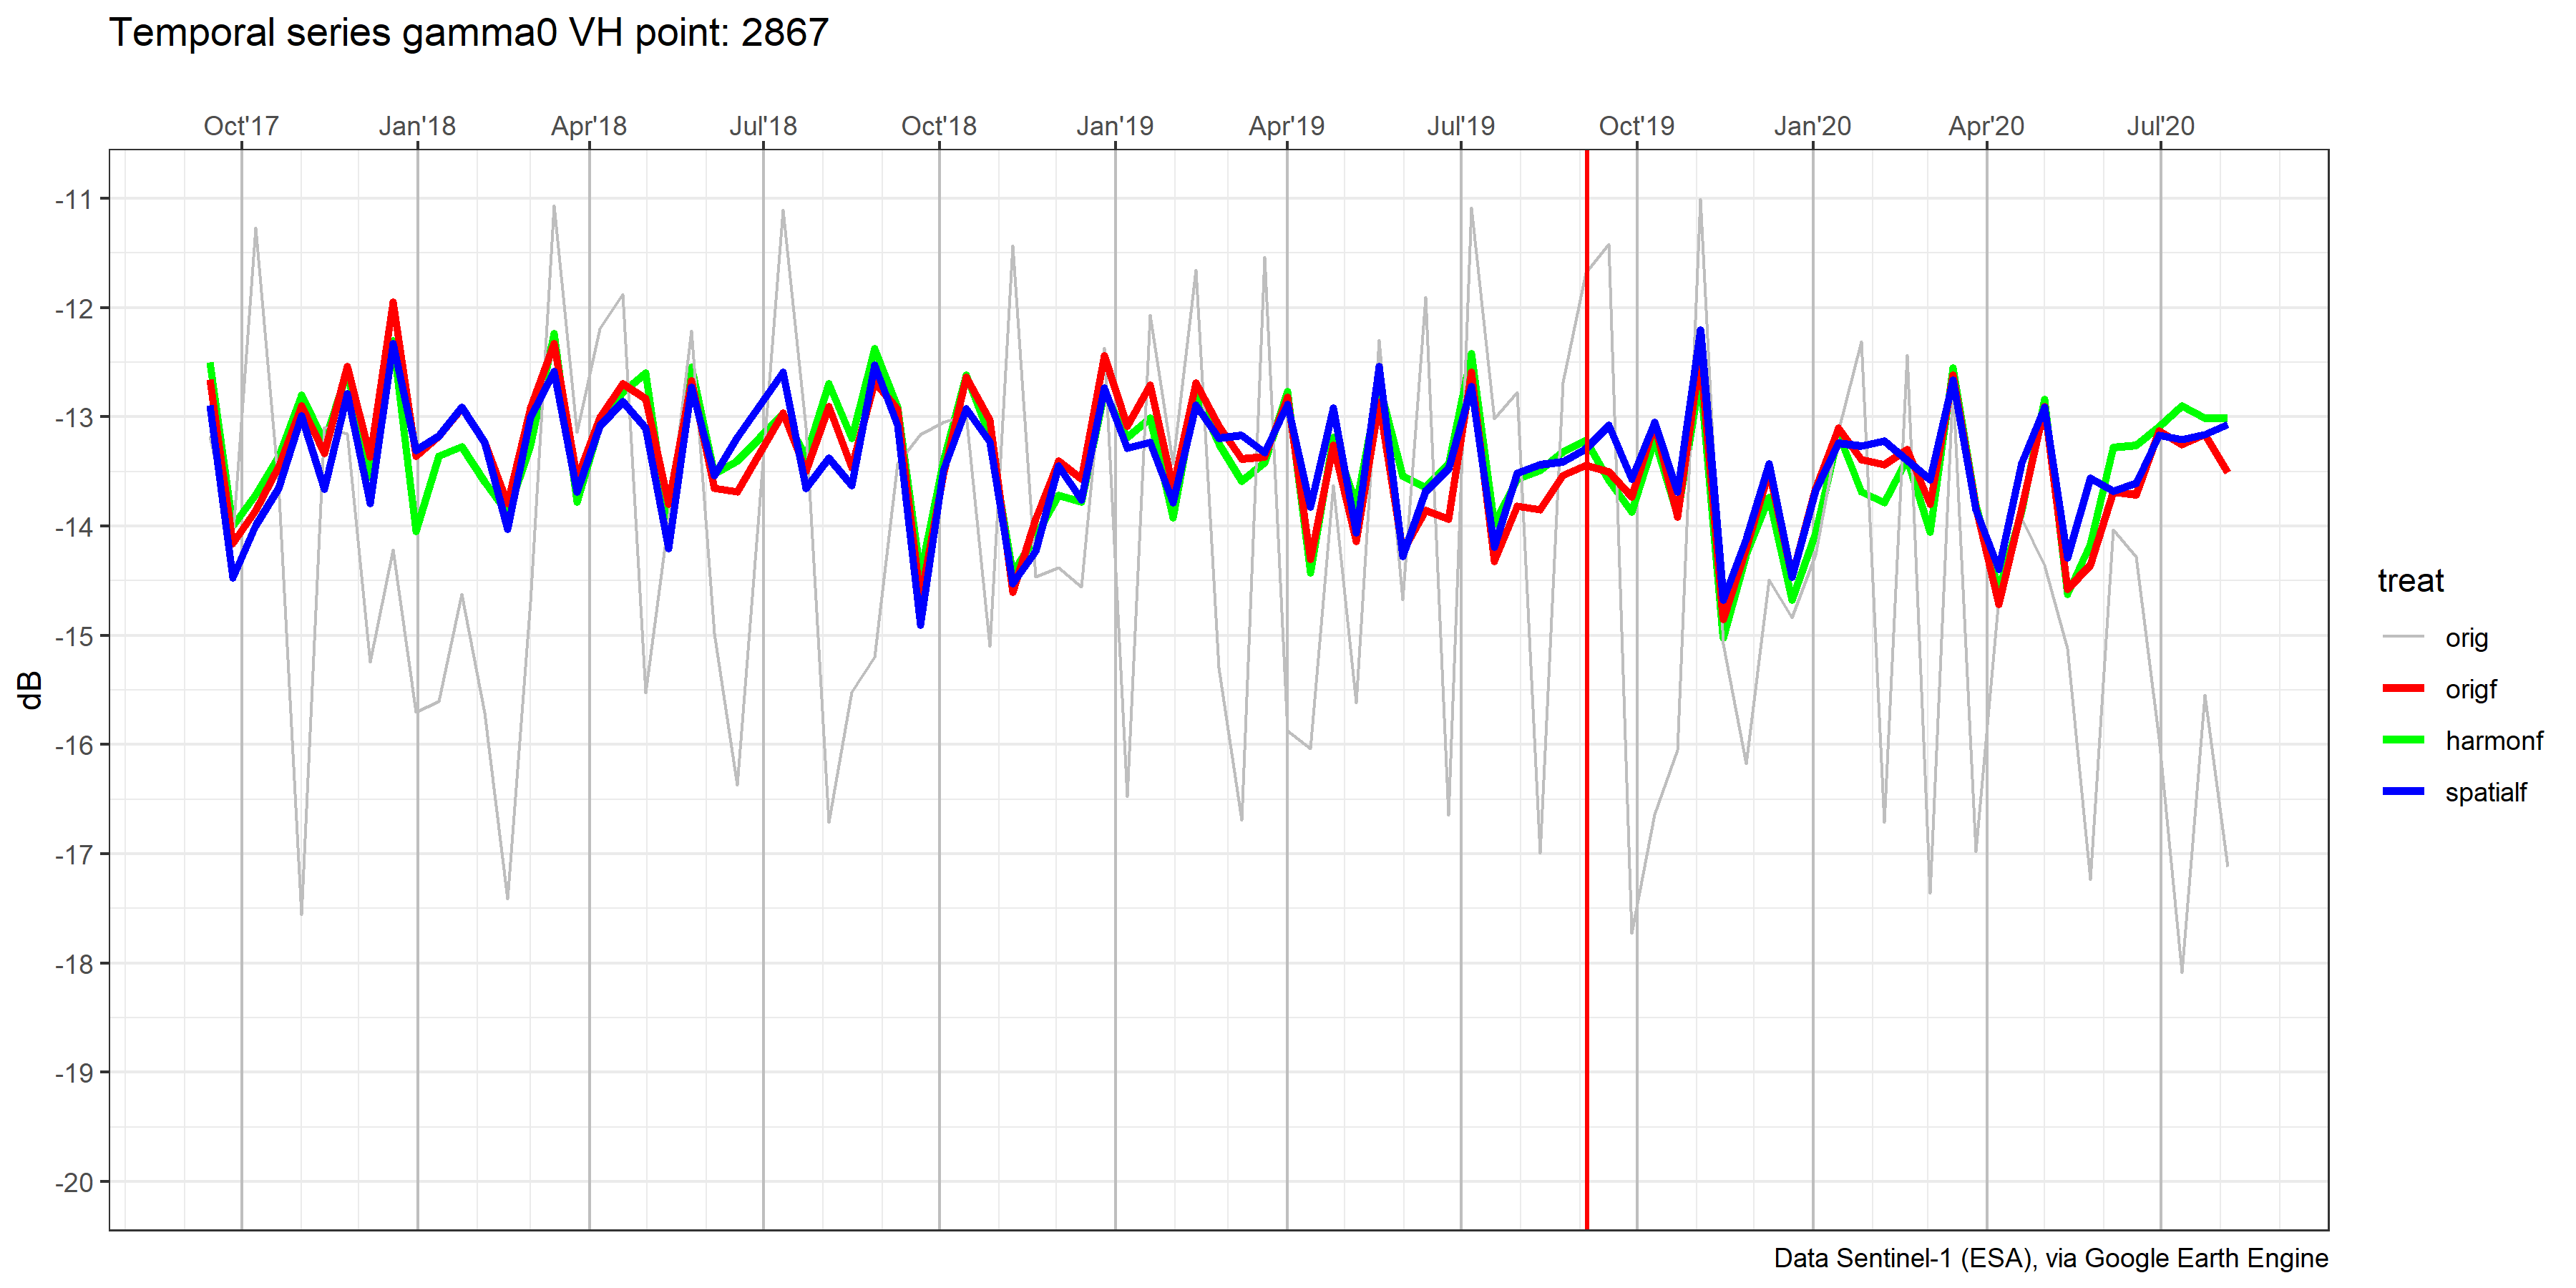 Temporal series gamma0 VH point: 2867
Oct'17 Jan'18 Apr'18 Jul'18 Oct'18 Jan'19 Apr'19 Jul'19 Oct'19 Jan'20 Apr'20 Jul'20
-11
-12
-13
-14
-15
-16
-17
-18
-19
-20
dB
treat
orig
origf
harmonf
spatialf
Data Sentinel-1 (ESA), via Google Earth Engine